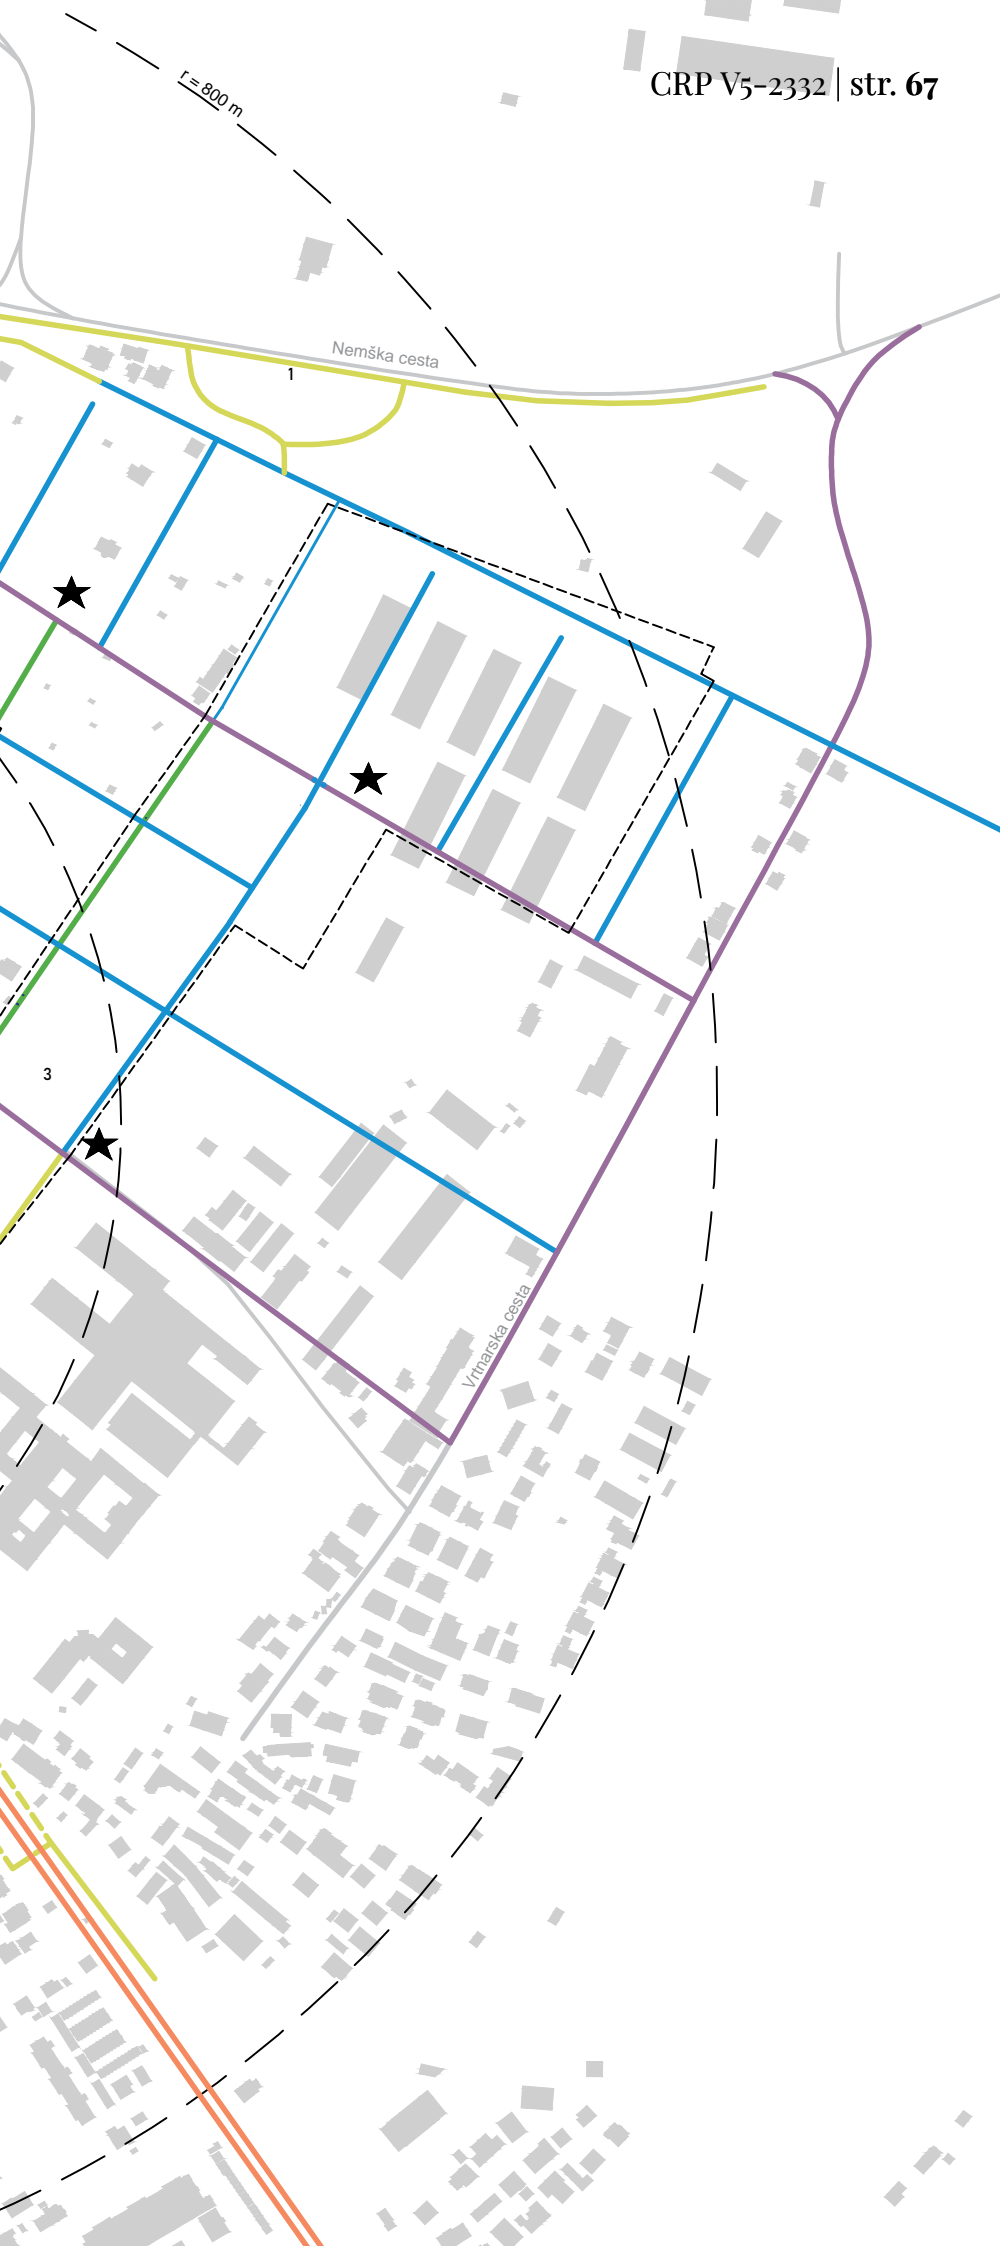 CRP V5-2332 | str. 67
r = 800 m
Nemška cesta
1
3
Vrtnarska cesta